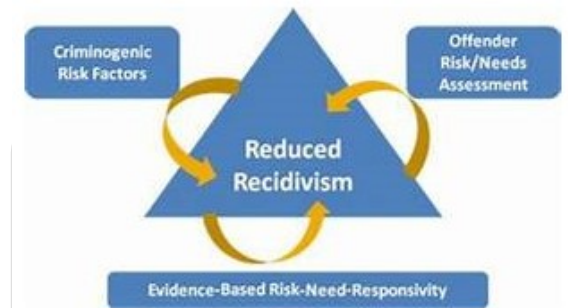 Criminogenic
Risk Factors
Offender
Risk/Needs
Assessment
Reduced
Recidivism
Evidence-Based Risk-Need-Responsivity